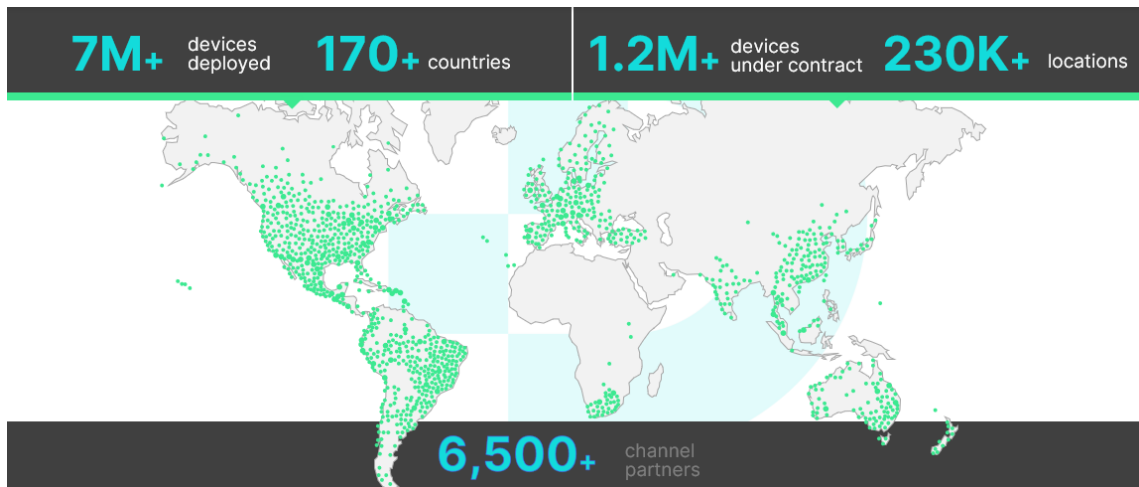 7M+ devices deployed
170+ countries
1.2M+ devices under contract
230K+ locations
6,500+ channel partners